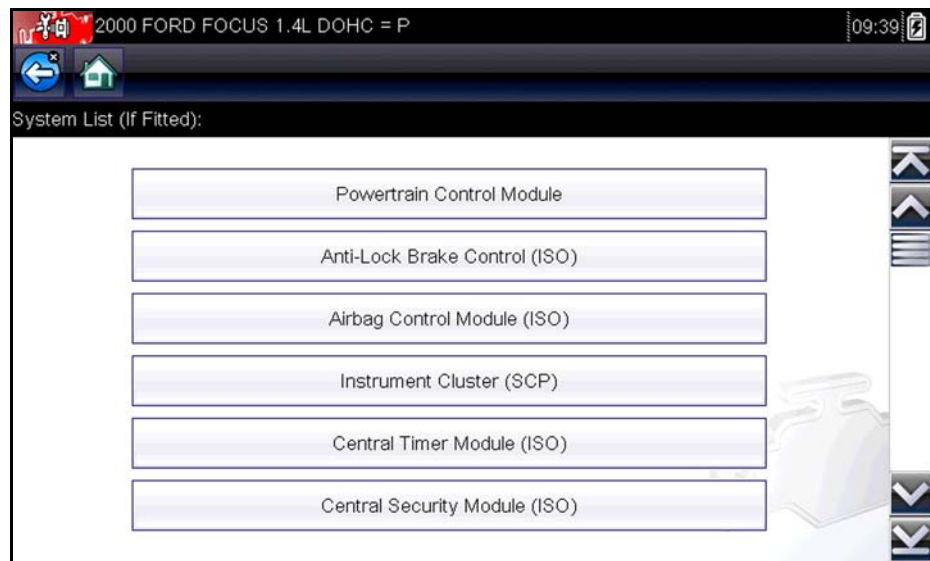 2000 FORD FOCUS 1.4L DOHC = P
09:39
System List (If Fitted):
Powertrain Control Module
Anti-Lock Brake Control (ISO)
Airbag Control Module (ISO)
Instrument Cluster (SCP)
Central Timer Module (ISO)
Central Security Module (ISO)